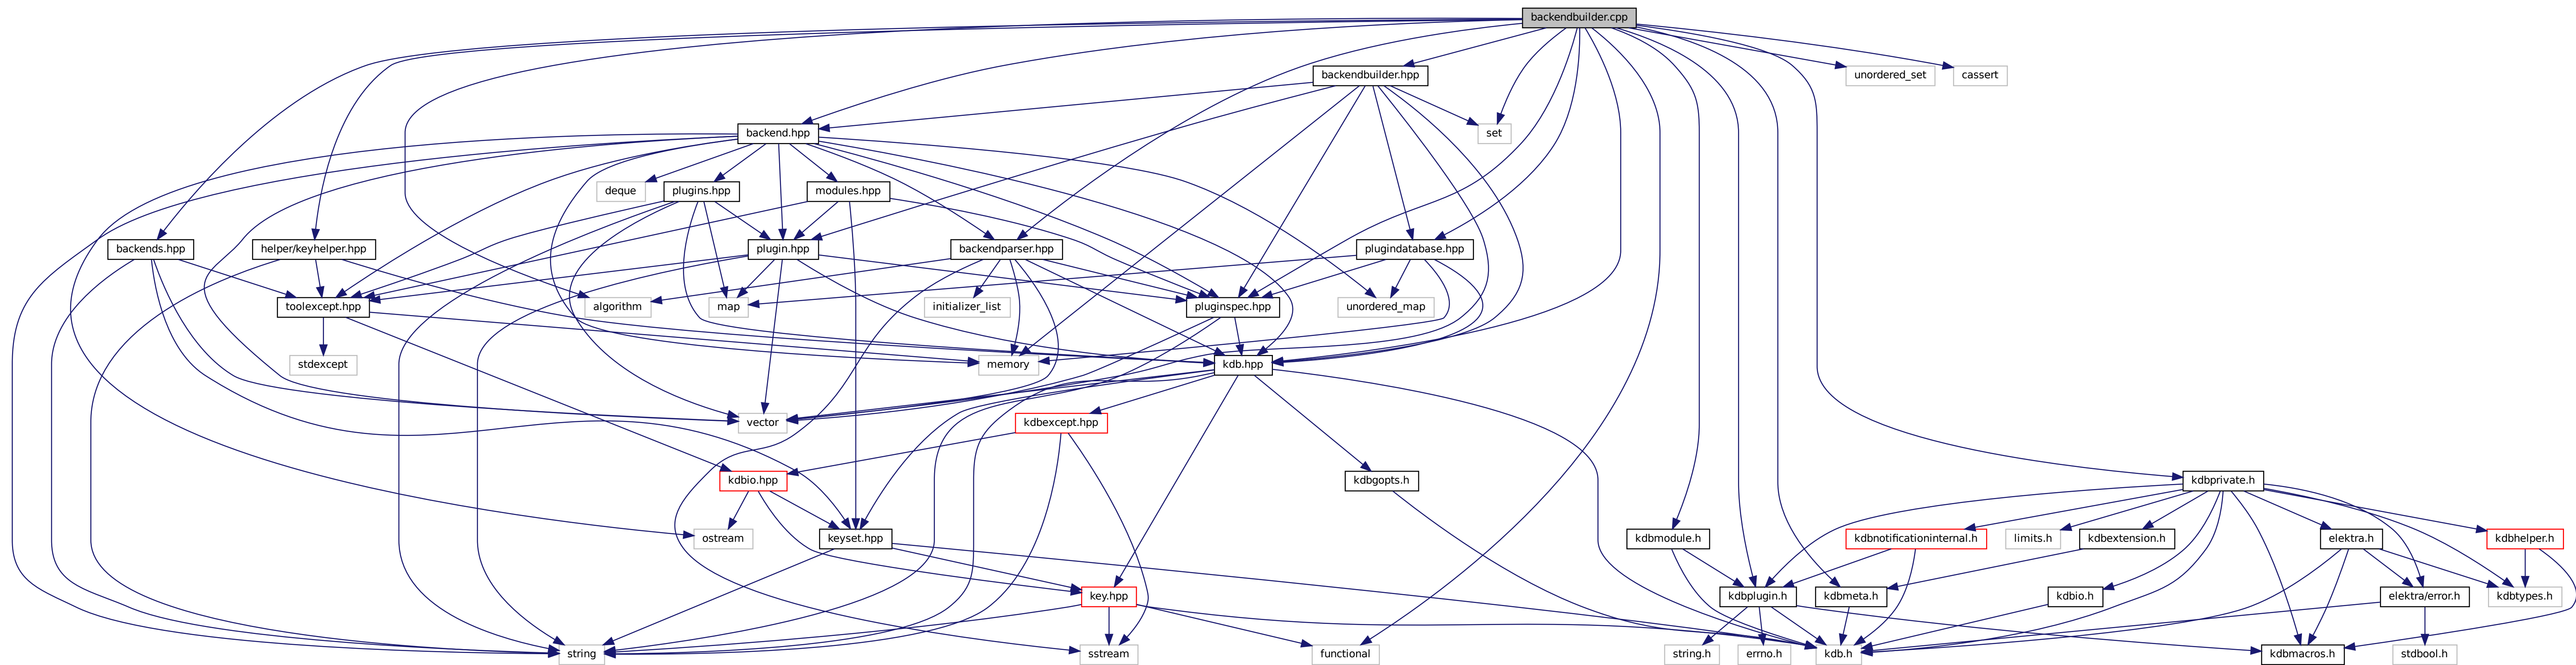 backendbuilder.cpp
backendbuilder.hpp
unordered_set
cassert
backend.hpp
set
deque
plugins.hpp
modules.hpp
backends.hpp
helper/keyhelper.hpp
plugin.hpp
backendparser.hpp
plugindatabase.hpp
toolexcept.hpp
algorithm
map
initializer_list
pluginspec.hpp
unordered_map
stdexcept
memory
kdb.hpp
vector
kdbexcept.hpp
kdbio.hpp
kdbgopts.h
kdbprivate.h
ostream
keyset.hpp
kdbmodule.h
kdbnotificationinternal.h
limits.h
kdbextension.h
elektra.h
kdbhelper.h
key.hpp
kdbplugin.h
kdbmeta.h
kdbio.h
elektra/error.h
kdbtypes.h
string
sstream
functional
string.h
errno.h
kdb.h
kdbmacros.h
stdbool.h